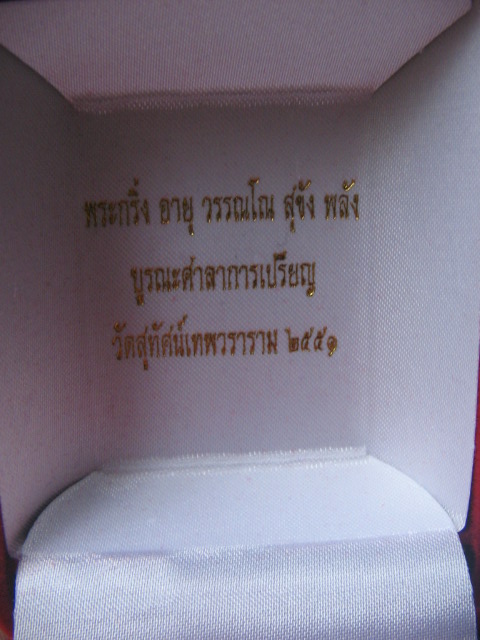 พระกริ่ง อายุ วรรณโณ สุขัง พลัง
บูรณะศาลาการเปรียญ
วัดสุทัศน์เทพวราราม ๒๕๕๑